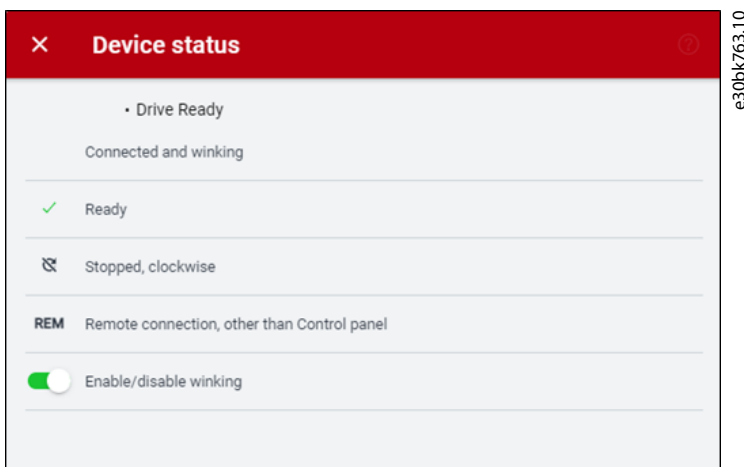 Device status
• Drive Ready
Connected and winking
Ready
Stopped, clockwise
REM Remote connection, other than Control panel
Enable/disable winking
e30bk763.10